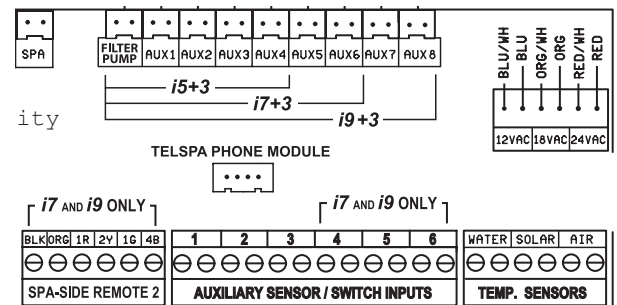 SPA
FILTER PUMP AUX1 AUX2 AUX3 AUX4 AUX5 AUX6 AUX7 AUX8
i5+3
i7+3
i9+3
BLU/WH BLU ORG/WH ORG RED/WH RED
12VAC 18VAC 24VAC
ity
TELSPA PHONE MODULE
i7 AND i9 ONLY
BLK ORG 1R 2Y 1G 4B
SPA-SIDE REMOTE 2
i7 AND i9 ONLY
1 2 3 4 5 6
AUXILIARY SENSOR / SWITCH INPUTS
WATER SOLAR AIR
TEMP. SENSORS